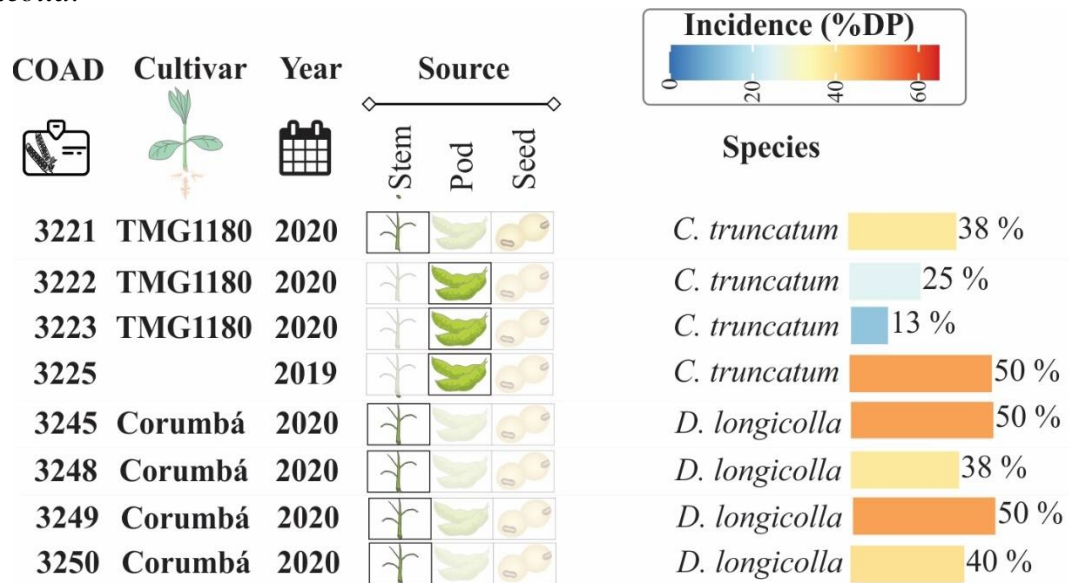 Incidence (%DP)
0 20 40 60
COAD Cultivar Year Source
Stem Pod Seed
Species
3221 TMG1180 2020 C. truncatum 38 %
3222 TMG1180 2020 C. truncatum 25 %
3223 TMG1180 2020 C. truncatum 13 %
3225 2019 C. truncatum 50 %
3245 Corumbá 2020 D. longicolla 50 %
3248 Corumbá 2020 D. longicolla 38 %
3249 Corumbá 2020 D. longicolla 50 %
3250 Corumbá 2020 D. longicolla 40 %